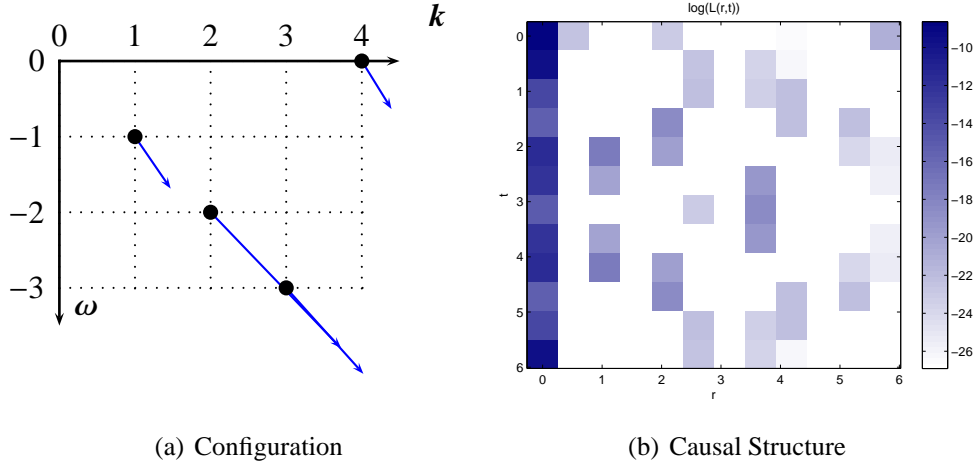 k
0 1 2 3 4
0
−1
−2
−3
ω
(a) Configuration
log(L(r,t))
0
1
2
3
4
5
6
t
0 1 2 3 4 5 6
r
−10
−12
−14
−16
−18
−20
−22
−24
−26
(b) Causal Structure